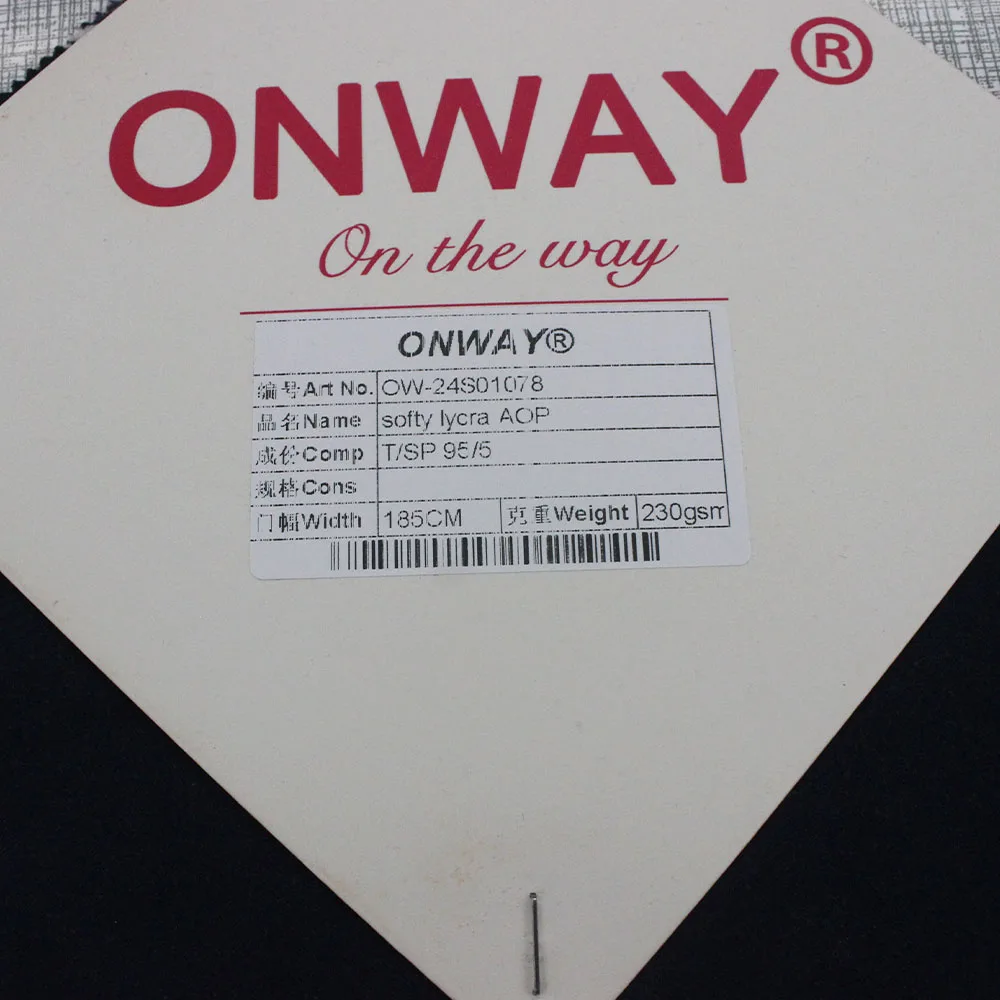 ONWAY®
On the way
ONWAY®
编号Art No. OW-24S01078
品名Name softy lycra AOP
成份Comp T/SP 95/5
规格Cons
门幅Width 185CM 克重Weight 230gsm